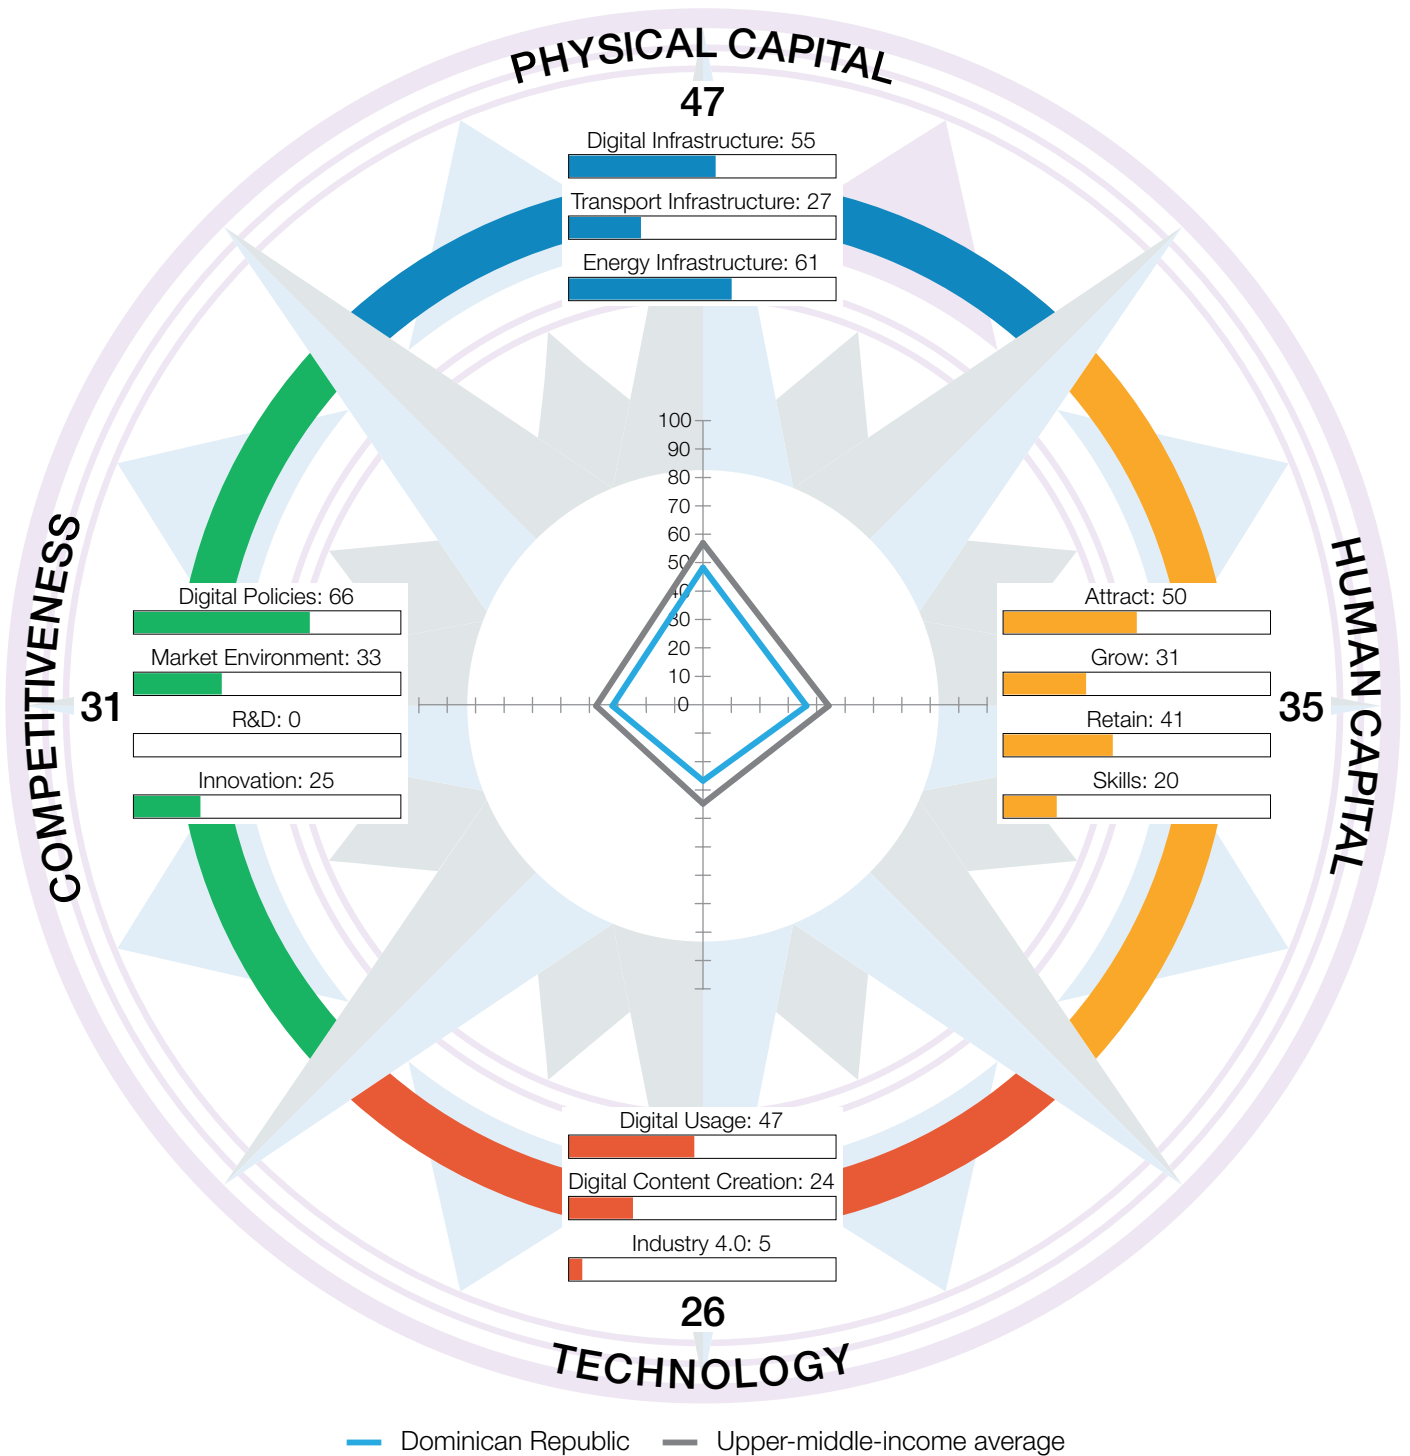 PHYSICAL CAPITAL
47
Digital Infrastructure: 55
Transport Infrastructure: 27
Energy Infrastructure: 61
100
90
80
70
60
50
40
30
20
10
0
COMPETITIVENESS
31
Digital Policies: 66
Market Environment: 33
R&D: 0
Innovation: 25
HUMAN CAPITAL
35
Attract: 50
Grow: 31
Retain: 41
Skills: 20
Digital Usage: 47
Digital Content Creation: 24
Industry 4.0: 5
26
TECHNOLOGY
Dominican Republic
Upper-middle-income average